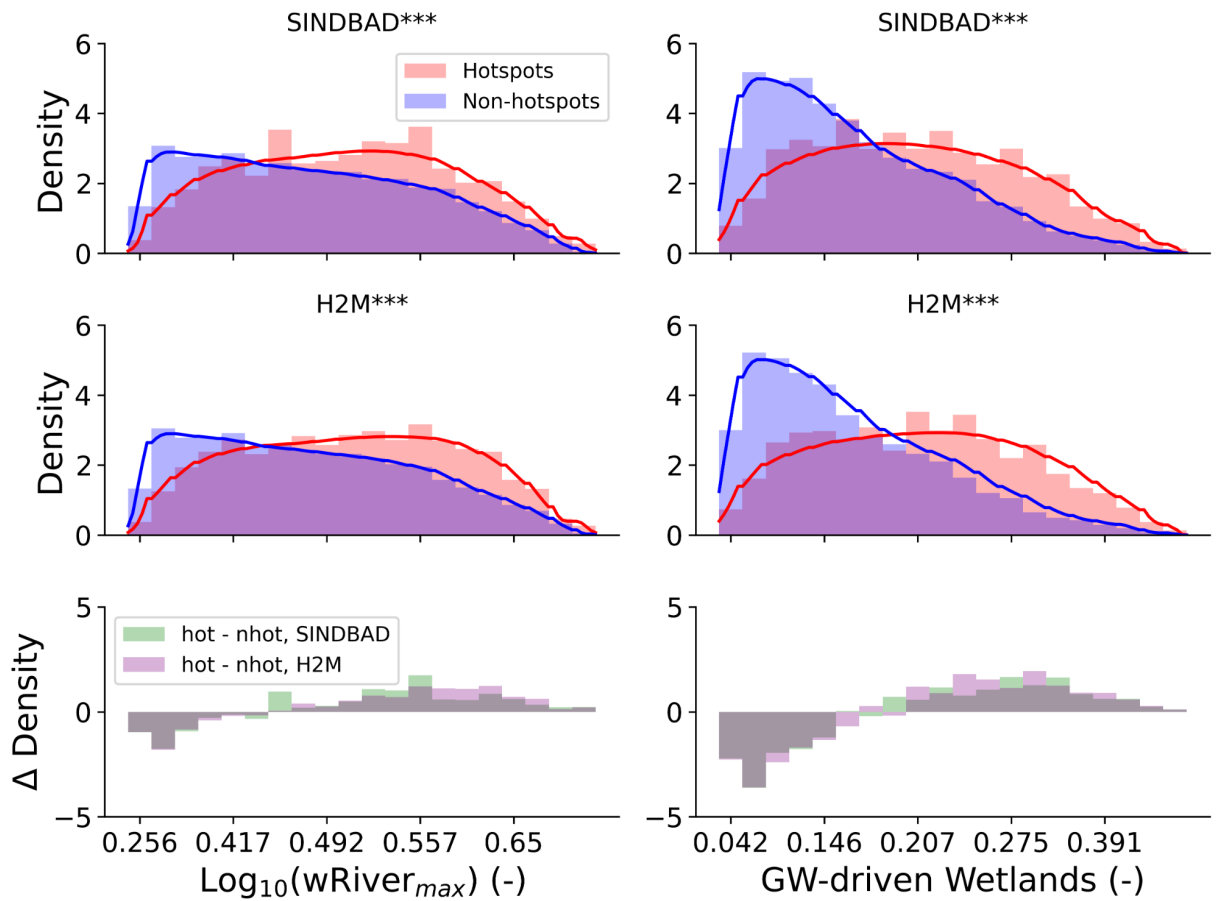 SINDBAD***
SINDBAD***
6
4
2
0
Density
Hotspots
Non-hotspots
6
4
2
0
H2M***
H2M***
6
4
2
0
Density
6
4
2
0
5
0
−5
Δ Density
hot - nhot, SINDBAD
hot - nhot, H2M
5
0
−5
0.256 0.417 0.492 0.557 0.65
0.042 0.146 0.207 0.275 0.391
Log10(wRivermax) (-)
GW-driven Wetlands (-)